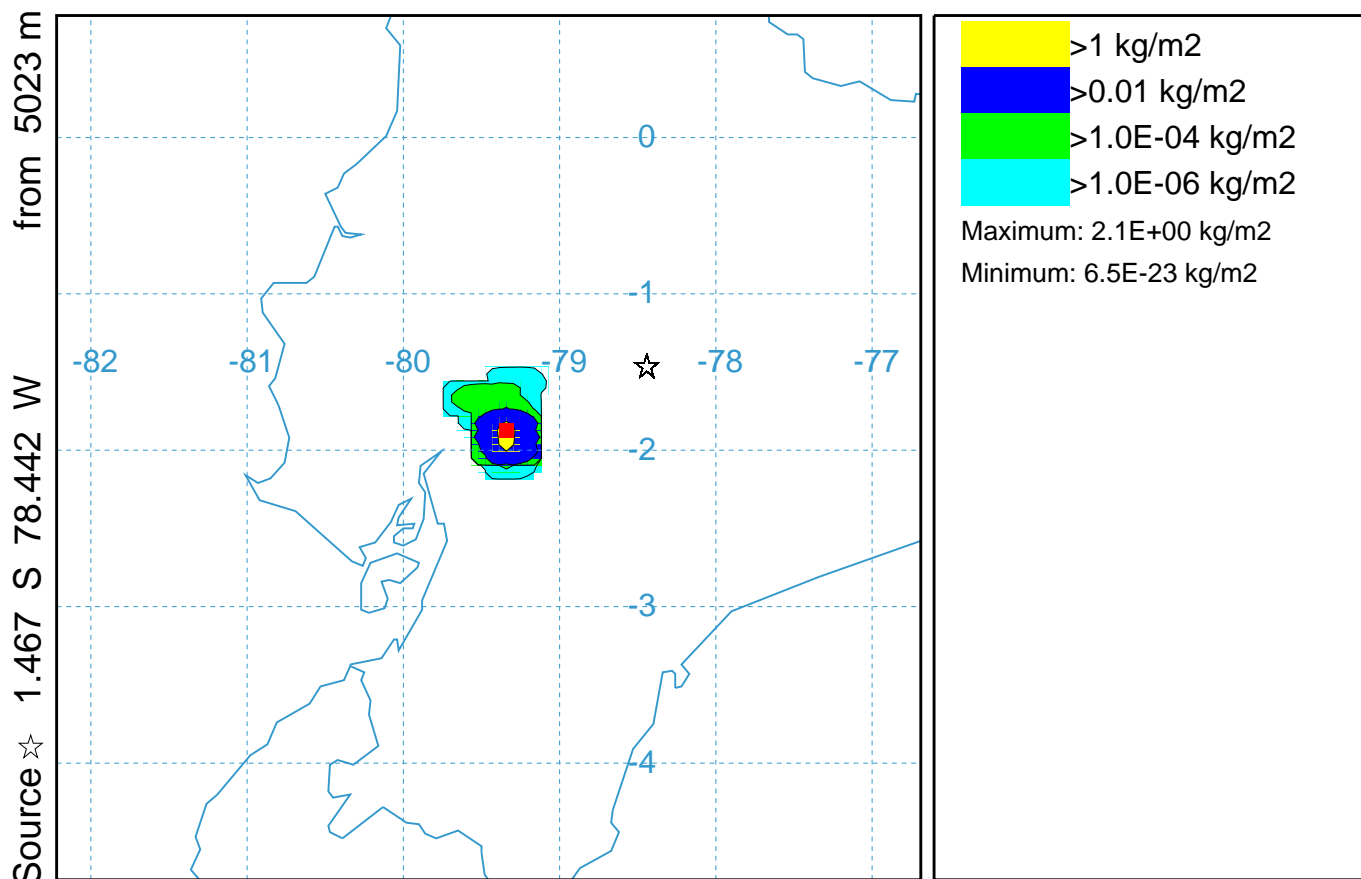 Source ☆ 1.467 S 78.442 W from 5023 m
0
-1
-82 -81 -80 -79 -78 -77
-2
-3
-4
>1 kg/m2
>0.01 kg/m2
>1.0E-04 kg/m2
>1.0E-06 kg/m2
Maximum: 2.1E+00 kg/m2
Minimum: 6.5E-23 kg/m2